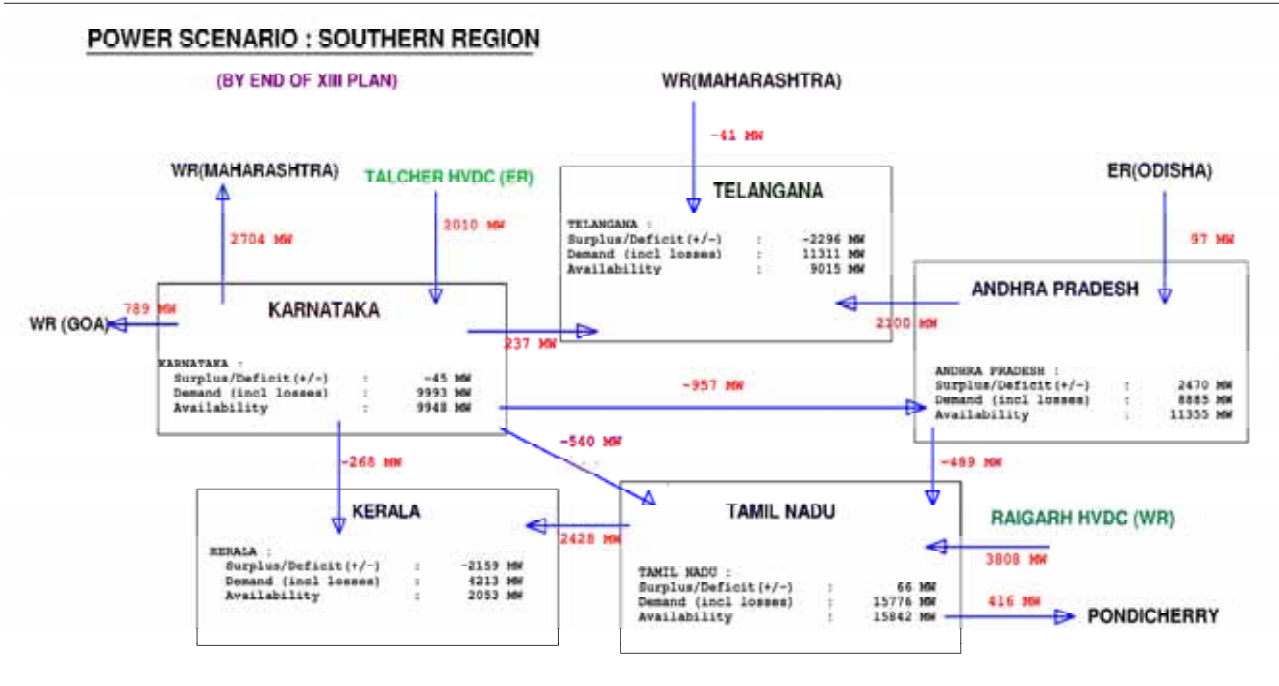 POWER SCENARIO : SOUTHERN REGION
(BY END OF XIII PLAN)
WR(MAHARASHTRA)
-41 MW
WR(MAHARASHTRA)
TALCHER HVDC (ER)
ER(ODISHA)
2704 MW
2010 MW
97 MW
TELANGANA
TELANGANA :
Surplus/Deficit(+/-) : -2296 MW
Demand (incl losses) : 11311 MW
Availability : 9015 MW
WR (GOA)
789 MW
KARNATAKA
KARNATAKA :
Surplus/Deficit(+/-) : -45 MW
Demand (incl losses) : 9993 MW
Availability : 9948 MW
237 MW
2100 MW
ANDHRA PRADESH
ANDHRA PRADESH :
Surplus/Deficit(+/-) : 2470 MW
Demand (incl losses) : 8885 MW
Availability : 11355 MW
-957 MW
-540 MW
-268 MW
-489 MW
KERALA
KERALA :
Surplus/Deficit(+/-) : -2159 MW
Demand (incl losses) : 4213 MW
Availability : 2053 MW
2428 MW
TAMIL NADU
TAMIL NADU :
Surplus/Deficit(+/-) : 66 MW
Demand (incl losses) : 15776 MW
Availability : 15842 MW
RAIGARH HVDC (WR)
3808 MW
416 MW
PONDICHERRY